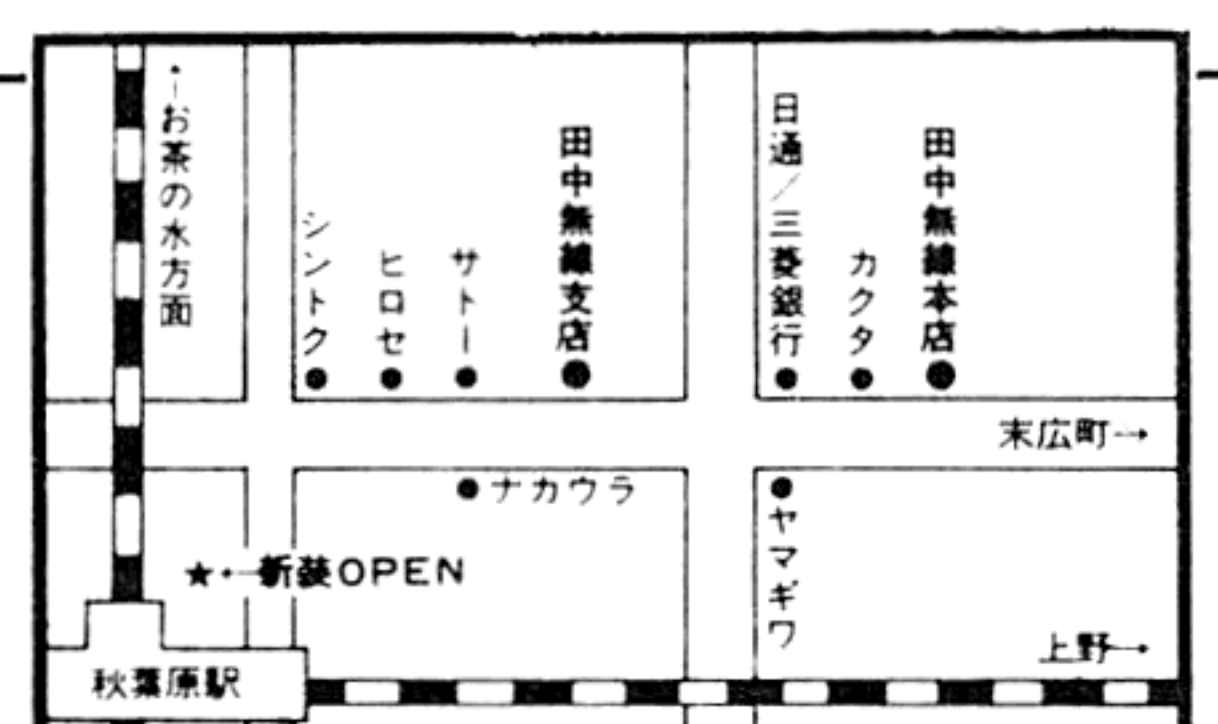 ←お茶の水方面
シントク
ヒロセ
サトー
田中無線支店
日通/三菱銀行
カクタ
田中無線本店
末広町→
ナカウラ
ヤマギワ
★←新装OPEN
上野→
秋葉原駅